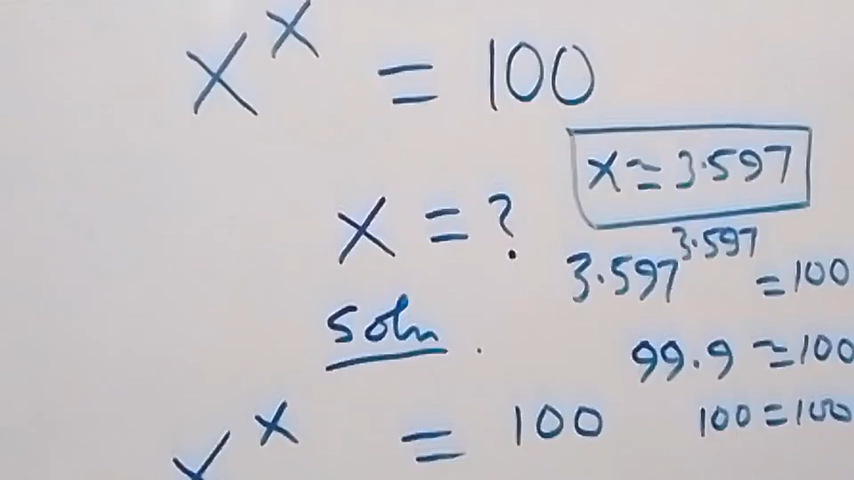 x^x = 100
x ≃ 3.597
x = ?
3.597^3.597 = 100
Soln.
99.9 ≃ 100
x^x = 100
100 = 100